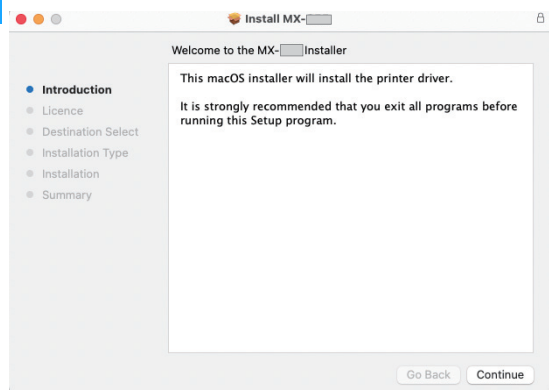 Install MX-
Welcome to the MX- Installer
Introduction
Licence
Destination Select
Installation Type
Installation
Summary
This macOS installer will install the printer driver.
It is strongly recommended that you exit all programs before
running this Setup program.
Go Back
Continue